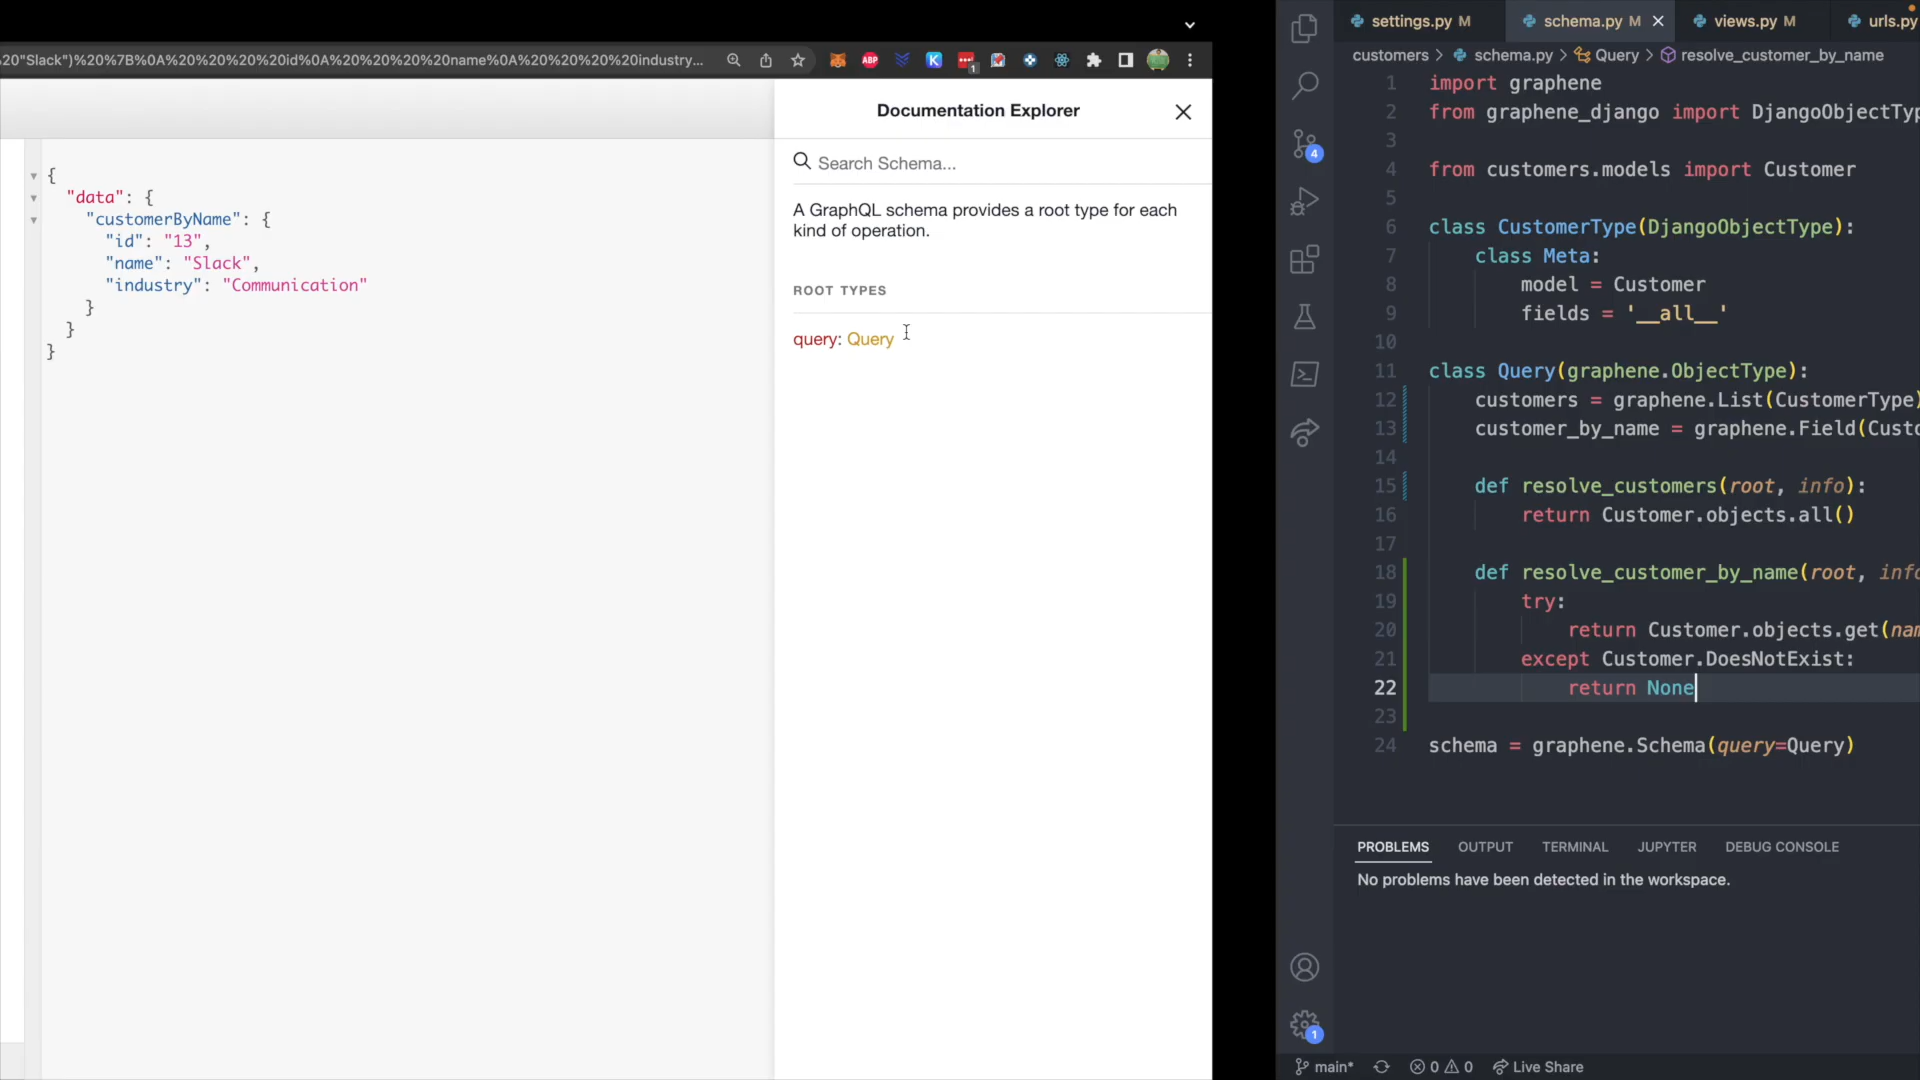 "Slack")%20%7B%0A%20%20%20%20id%0A%20%20%20%20name%0A%20%20%20%20industry...
ABP
K
1
{
"data": {
"customerByName": {
"id": "13",
"name": "Slack",
"industry": "Communication"
}
}
}
Documentation Explorer
Search Schema...
A GraphQL schema provides a root type for each
kind of operation.
ROOT TYPES
query: Query
4
1
settings.py M
schema.py M
views.py M
urls.py
customers > schema.py > Query > resolve_customer_by_name
1 import graphene
2 from graphene_django import DjangoObjectTyp
3
4 from customers.models import Customer
5
6 class CustomerType(DjangoObjectType):
7 class Meta:
8 model = Customer
9 fields = '__all__'
10
11 class Query(graphene.ObjectType):
12 customers = graphene.List(CustomerType)
13 customer_by_name = graphene.Field(Custo
14
15 def resolve_customers(root, info):
16 return Customer.objects.all()
17
18 def resolve_customer_by_name(root, info
19 try:
20 return Customer.objects.get(nam
21 except Customer.DoesNotExist:
22 return None
23
24 schema = graphene.Schema(query=Query)
PROBLEMS OUTPUT TERMINAL JUPYTER DEBUG CONSOLE
No problems have been detected in the workspace.
main* 0 0 Live Share